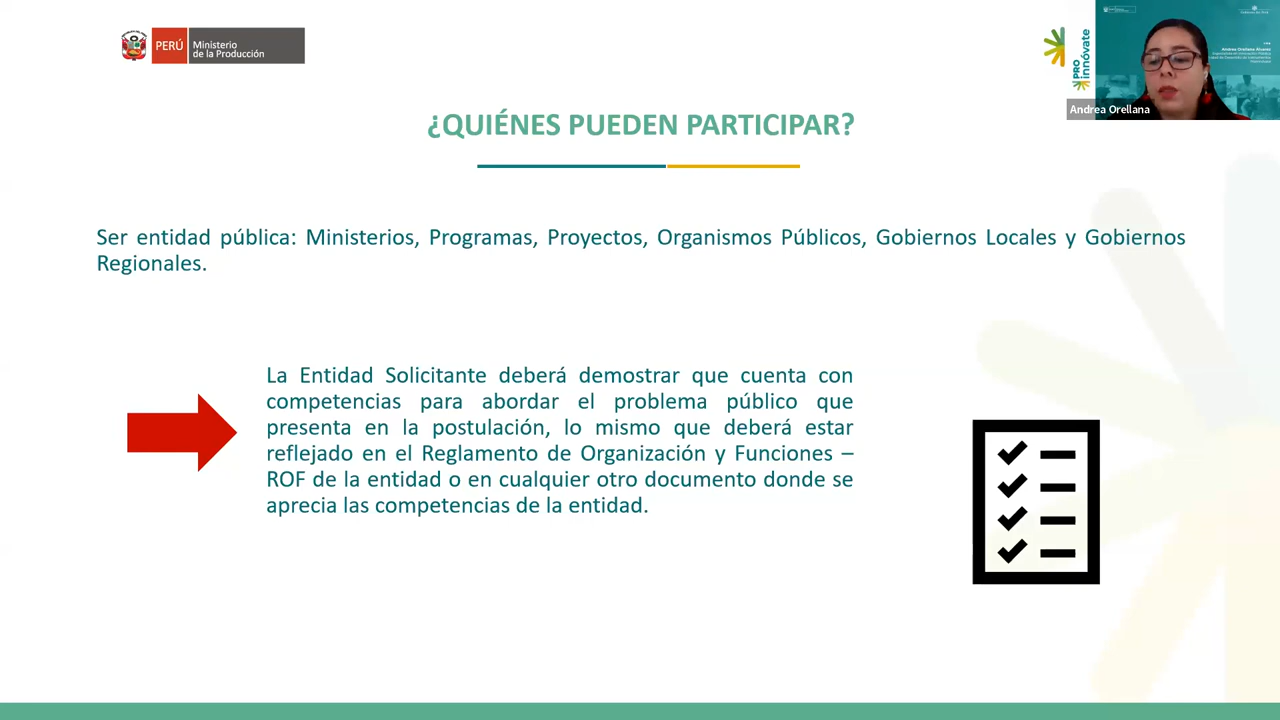 PERÚ
Ministerio
de la Producción
PRO
innóvate
Andrea Orellana
¿QUIÉNES PUEDEN PARTICIPAR?
Ser entidad pública: Ministerios, Programas, Proyectos, Organismos Públicos, Gobiernos Locales y Gobiernos
Regionales.
La Entidad Solicitante deberá demostrar que cuenta con
competencias para abordar el problema público que
presenta en la postulación, lo mismo que deberá estar
reflejado en el Reglamento de Organización y Funciones –
ROF de la entidad o en cualquier otro documento donde se
aprecia las competencias de la entidad.